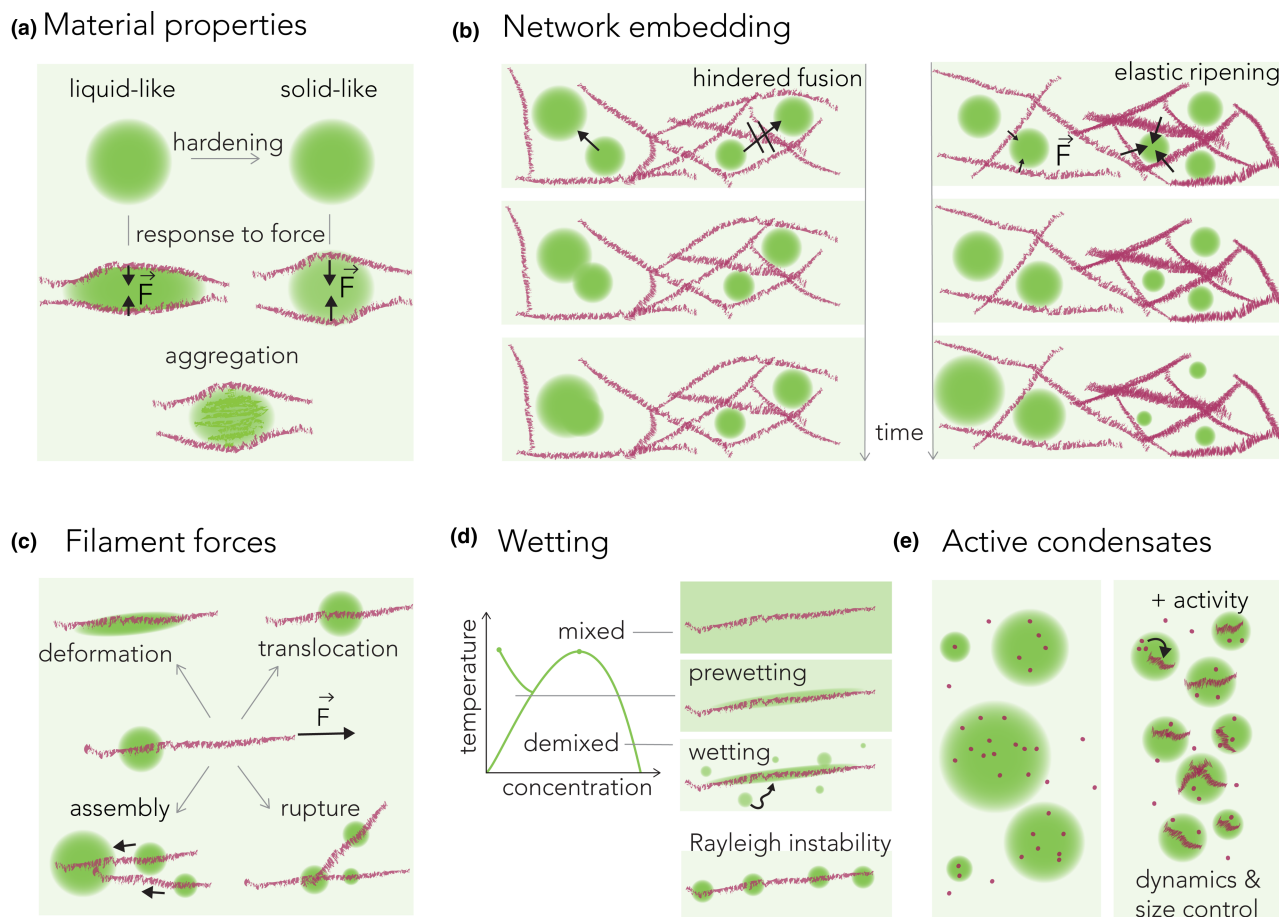 (a) Material properties
liquid-like
solid-like
hardening
response to force
F
F
aggregation
(b) Network embedding
hindered fusion
elastic ripening
F
time
(c) Filament forces
deformation
translocation
F
assembly
rupture
(d) Wetting
temperature
concentration
mixed
prewetting
demixed
wetting
Rayleigh instability
(e) Active condensates
+ activity
dynamics &
size control